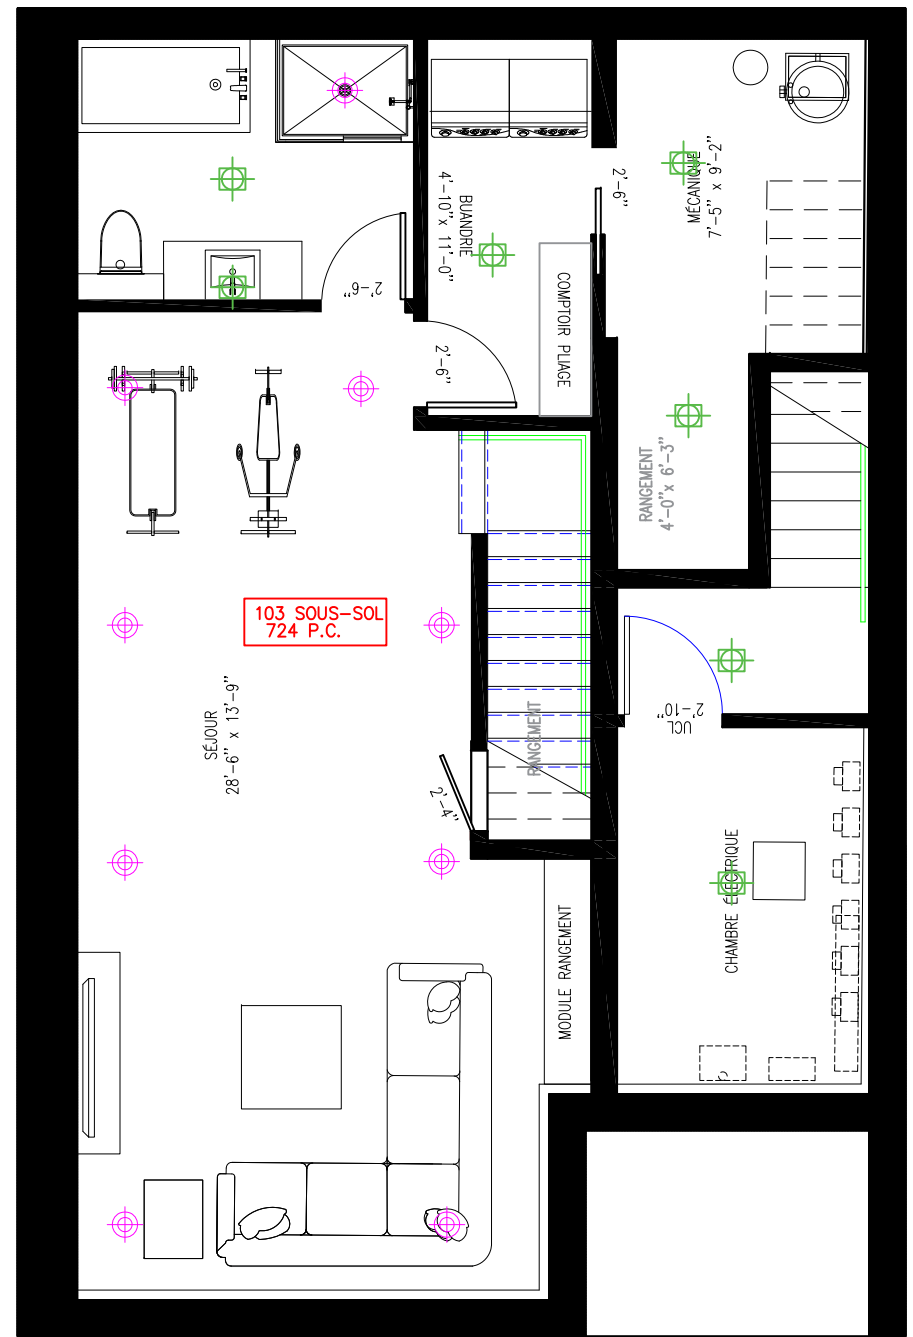 MÉCANIQUE
7'-5" x 9'-2"
2'-6"
BUANDRIE
4'-10" x 11'-0"
2'-6"
COMPTOIR PLIAGE
2'-6"
RANGEMENT
4'-0"x 6'-3"
103 SOUS-SOL
724 P.C.
SÉJOUR
28'-6" x 13'-9"
RANGEMENT
2'-4"
2'-10"
UCL
CHAMBRE ÉLECTRIQUE
MODULE RANGEMENT